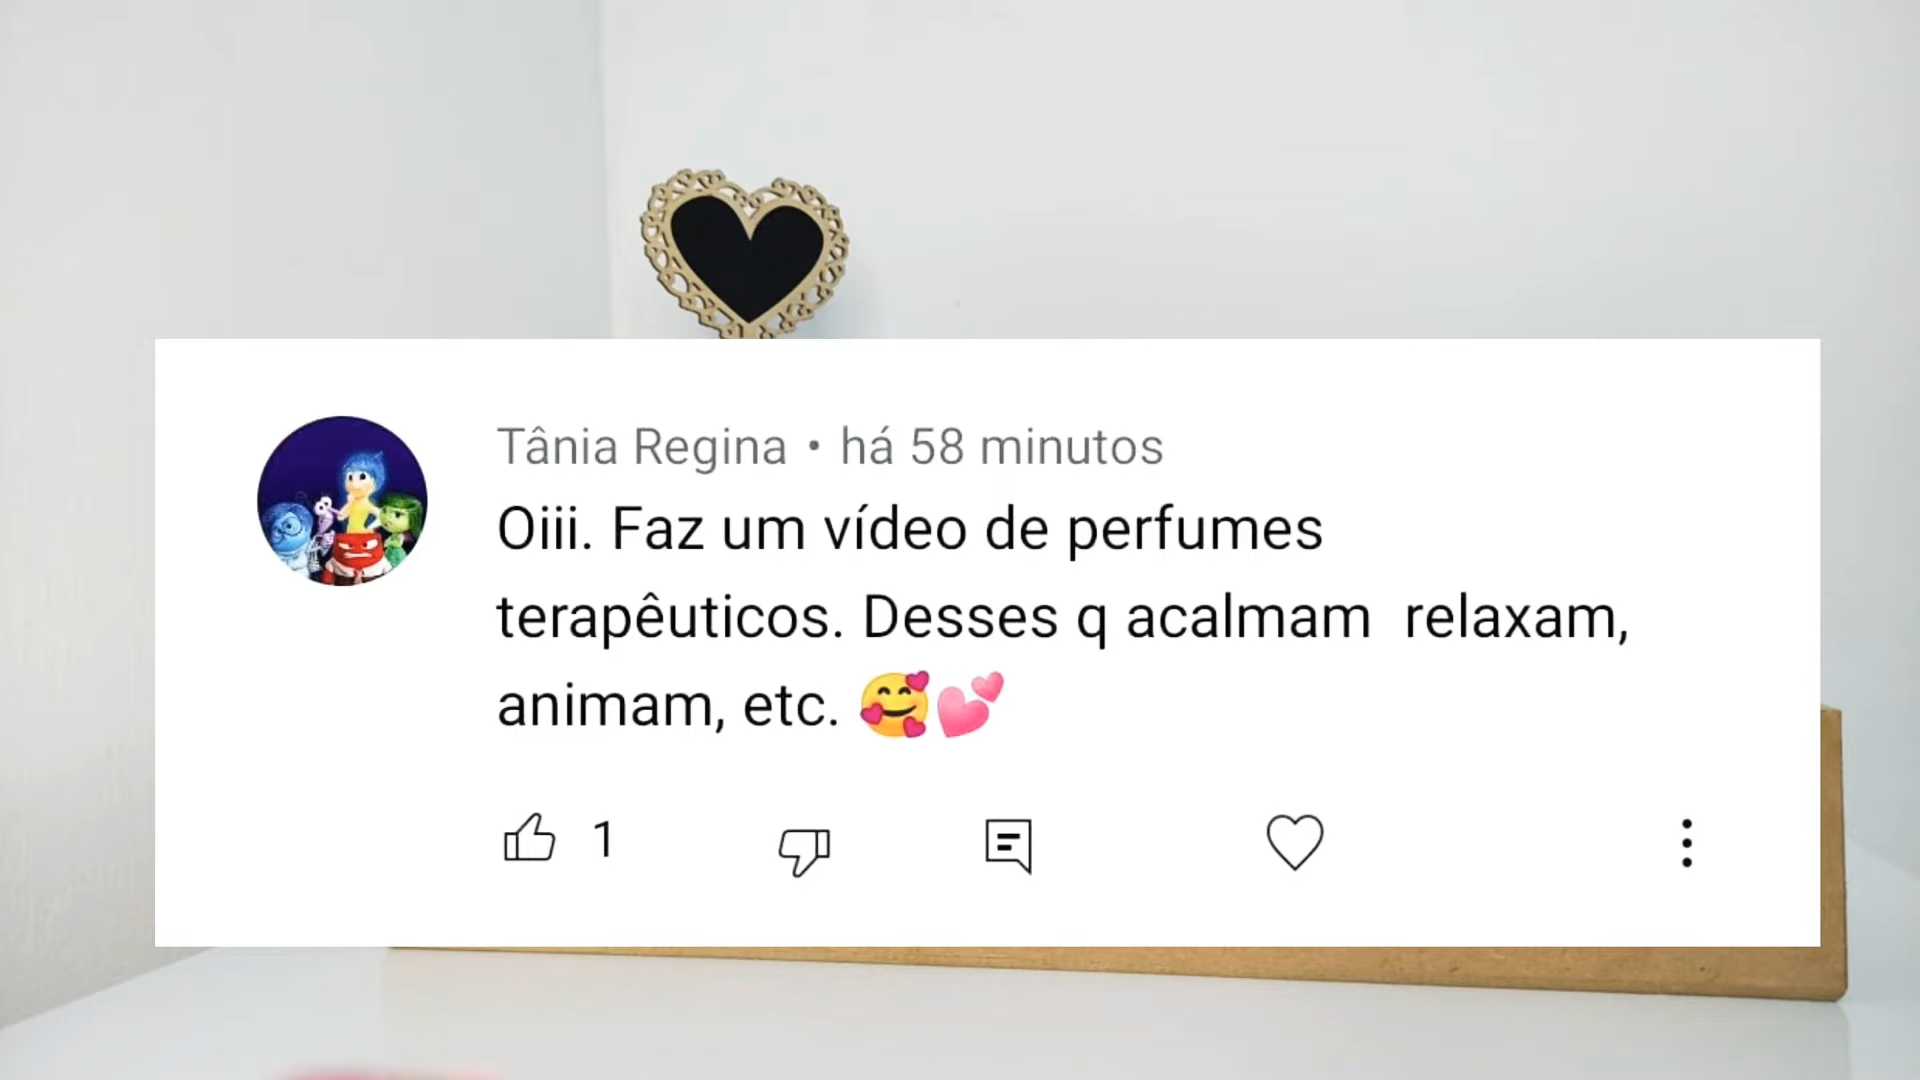 Tânia Regina • há 58 minutos
Oiii. Faz um vídeo de perfumes
terapêuticos. Desses q acalmam  relaxam,
animam, etc. 🥰💕
1